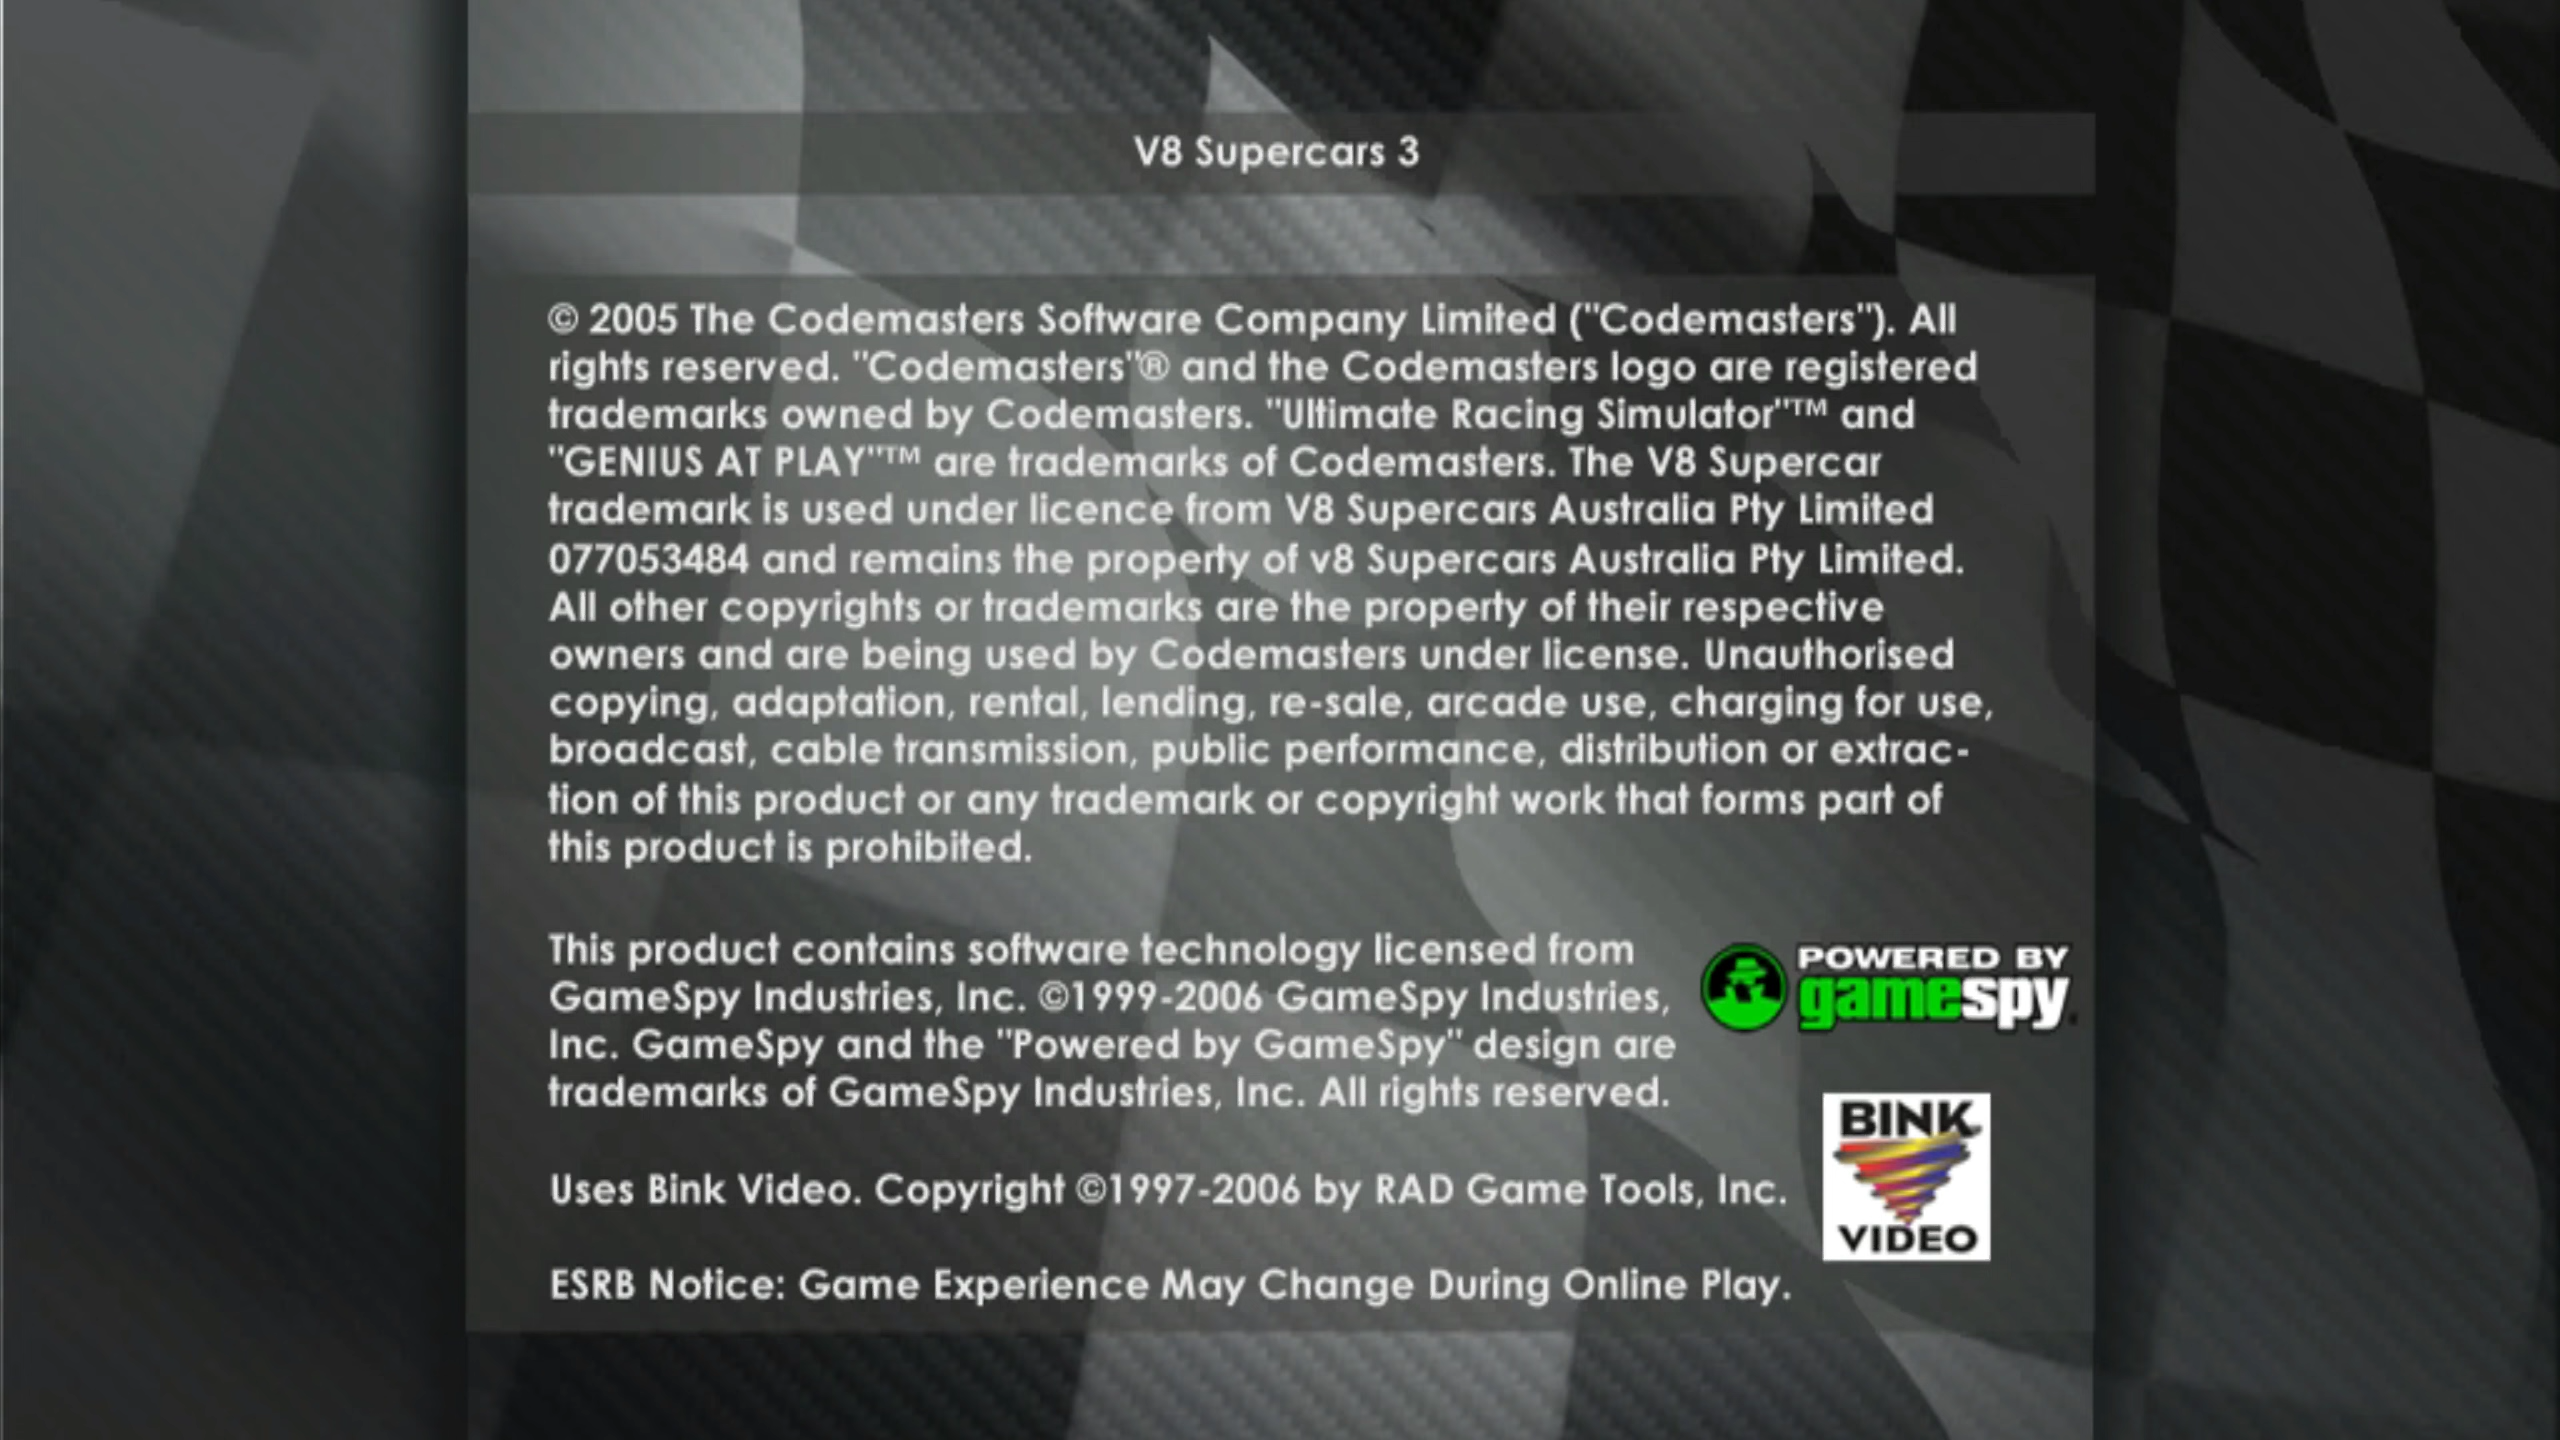 V8 Supercars 3
© 2005 The Codemasters Software Company Limited ("Codemasters"). All
rights reserved. "Codemasters"® and the Codemasters logo are registered
trademarks owned by Codemasters. "Ultimate Racing Simulator"™ and
"GENIUS AT PLAY"™ are trademarks of Codemasters. The V8 Supercar
trademark is used under licence from V8 Supercars Australia Pty Limited
077053484 and remains the property of v8 Supercars Australia Pty Limited.
All other copyrights or trademarks are the property of their respective
owners and are being used by Codemasters under license. Unauthorised
copying, adaptation, rental, lending, re-sale, arcade use, charging for use,
broadcast, cable transmission, public performance, distribution or extrac-
tion of this product or any trademark or copyright work that forms part of
this product is prohibited.
This product contains software technology licensed from
GameSpy Industries, Inc. ©1999-2006 GameSpy Industries,
Inc. GameSpy and the "Powered by GameSpy" design are
trademarks of GameSpy Industries, Inc. All rights reserved.
POWERED BY
gamespy
Uses Bink Video. Copyright ©1997-2006 by RAD Game Tools, Inc.
BINK
VIDEO
ESRB Notice: Game Experience May Change During Online Play.